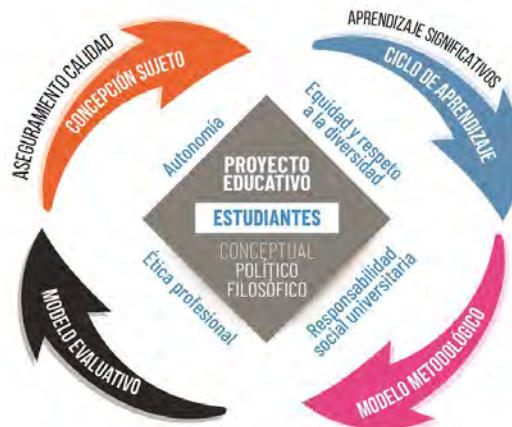 ASEGURAMIENTO CALIDAD
CONCEPCIÓN SUJETO
APRENDIZAJE SIGNIFICATIVOS
CICLO DE APRENDIZAJE
Autonomía
Equidad y respeto
a la diversidad
PROYECTO
EDUCATIVO
ESTUDIANTES
CONCEPTUAL
POLÍTICO
FILOSÓFICO
Ética profesional
Responsabilidad
social universitaria
MODELO EVALUATIVO
MODELO METODOLÓGICO